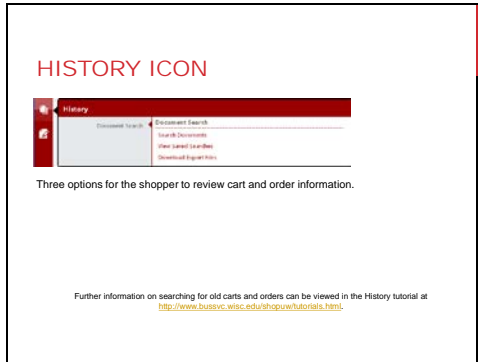 HISTORY ICON
History
Document Search
Document Search
Search Documents
View Saved Searches
Download Export Files
Three options for the shopper to review cart and order information.
Further information on searching for old carts and orders can be viewed in the History tutorial at
http://www.bussvc.wisc.edu/shopuw/tutorials.html.